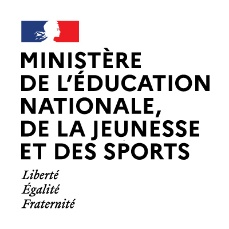 MINISTÈRE
DE L'ÉDUCATION
NATIONALE,
DE LA JEUNESSE
ET DES SPORTS
Liberté
Égalité
Fraternité